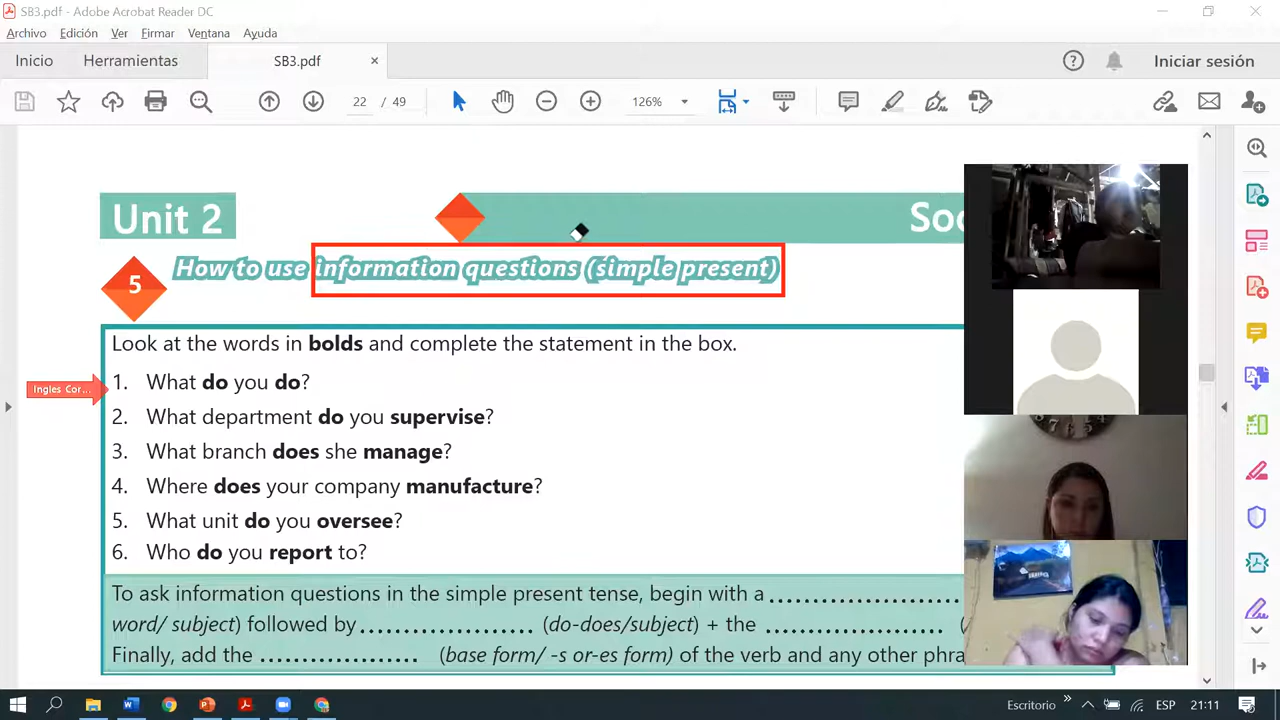 SB3.pdf - Adobe Acrobat Reader DC
Archivo Edición Ver Firmar Ventana Ayuda
Inicio Herramientas SB3.pdf × Iniciar sesión
22 / 49 126%
Unit 2 Soc
5 How to use information questions (simple present)
Look at the words in bolds and complete the statement in the box.
Ingles Cor...
1. What do you do?
2. What department do you supervise?
3. What branch does she manage?
4. Where does your company manufacture?
5. What unit do you oversee?
6. Who do you report to?
To ask information questions in the simple present tense, begin with a ..............................
word/ subject) followed by........................... (do-does/subject) + the ........................... (
Finally, add the ........................ (base form/ -s or-es form) of the verb and any other phra
Escritorio » ESP 21:11